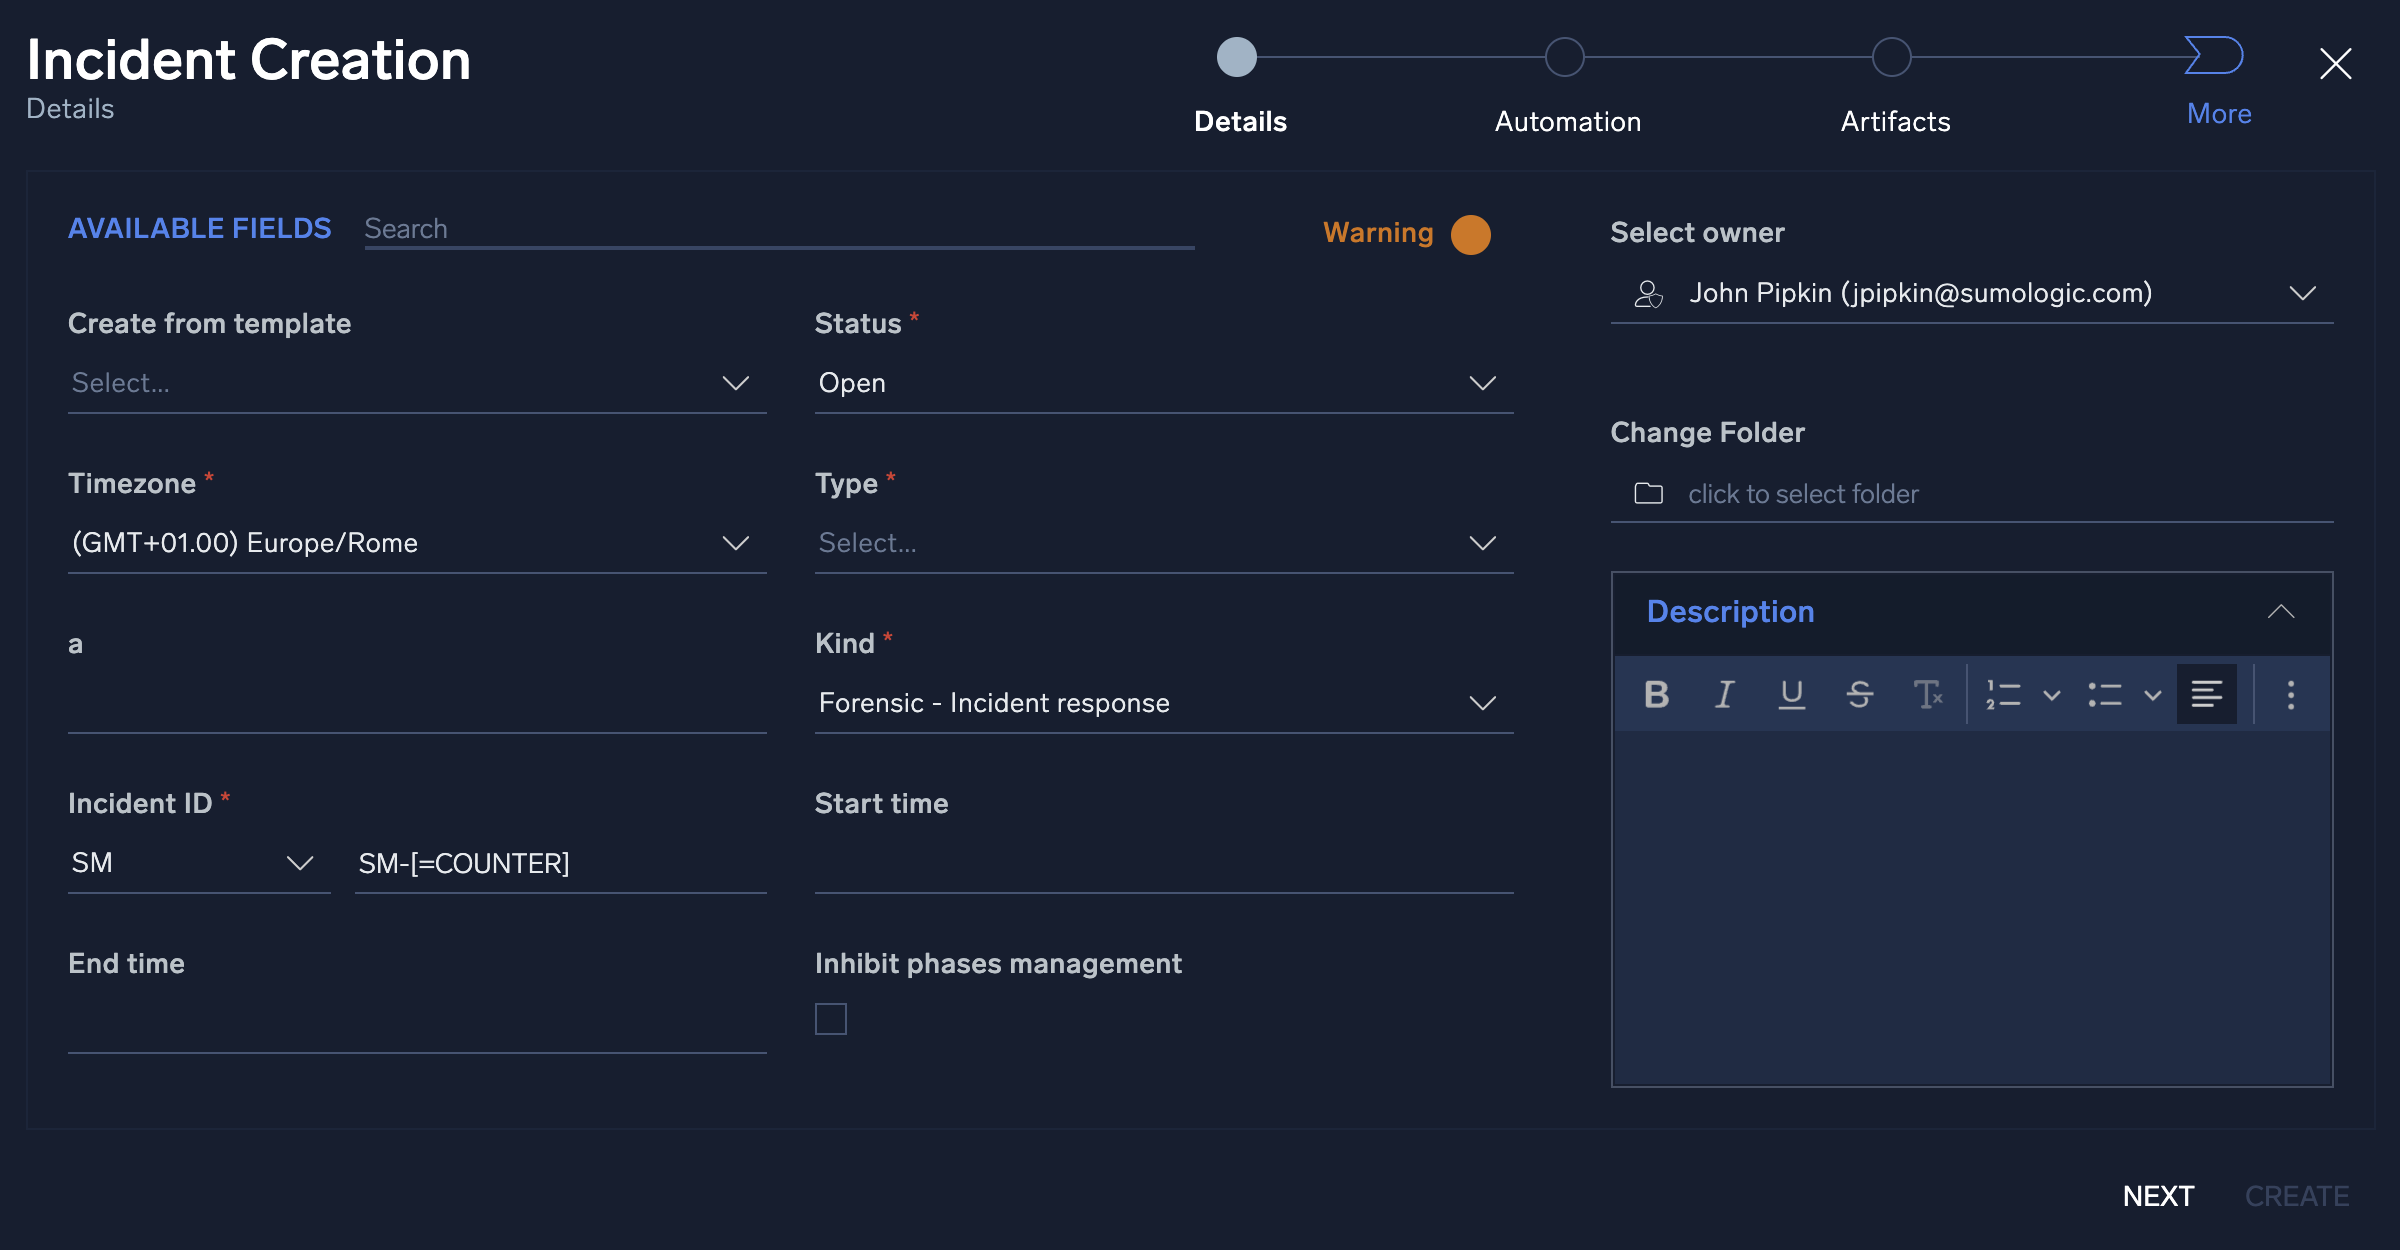 Incident Creation
Details
Details
Automation
Artifacts
More
AVAILABLE FIELDS
Search
Warning
Create from template
Select...
Status *
Open
Timezone *
(GMT+01.00) Europe/Rome
Type *
Select...
a
Kind *
Forensic - Incident response
Incident ID *
SM
SM-[=COUNTER]
Start time
End time
Inhibit phases management
Select owner
John Pipkin (jpipkin@sumologic.com)
Change Folder
click to select folder
Description
NEXT
CREATE